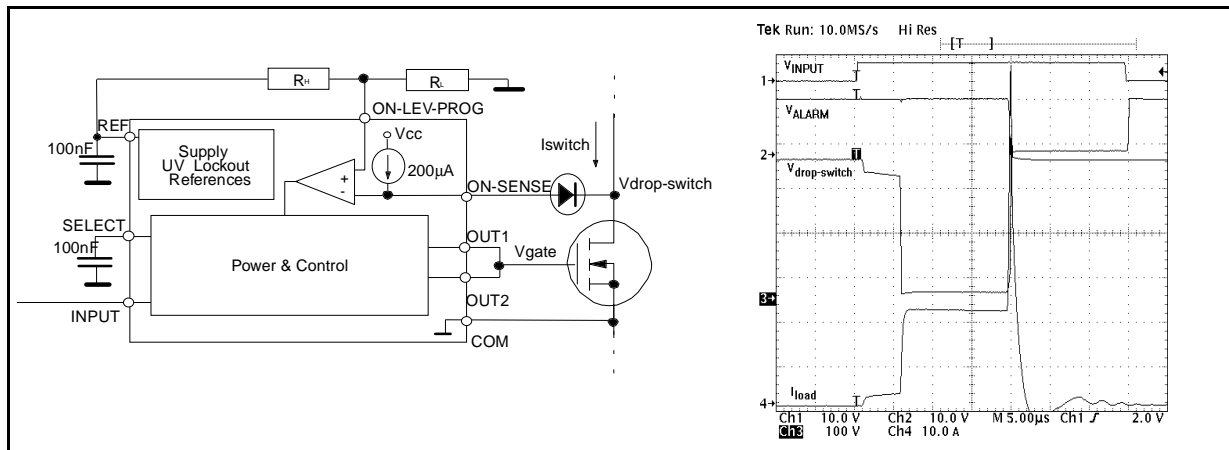 RH
RL
ON-LEV-PROG
REF
100nF
Supply
UV Lockout
References
Vcc
200µA
+
-
ON-SENSE
Iswitch
Vdrop-switch
SELECT
100nF
Power & Control
OUT1
Vgate
OUT2
INPUT
COM
Tek Run: 10.0MS/s Hi Res
[T ]
VINPUT
1→
T
T
VALARM
2→
T
Vdrop-switch
3→
Iload
T
4→
Ch1 10.0 V Ch2 10.0 V M 5.00µs Ch1 ʃ 2.0 V
Ch3 100 V Ch4 10.0 A